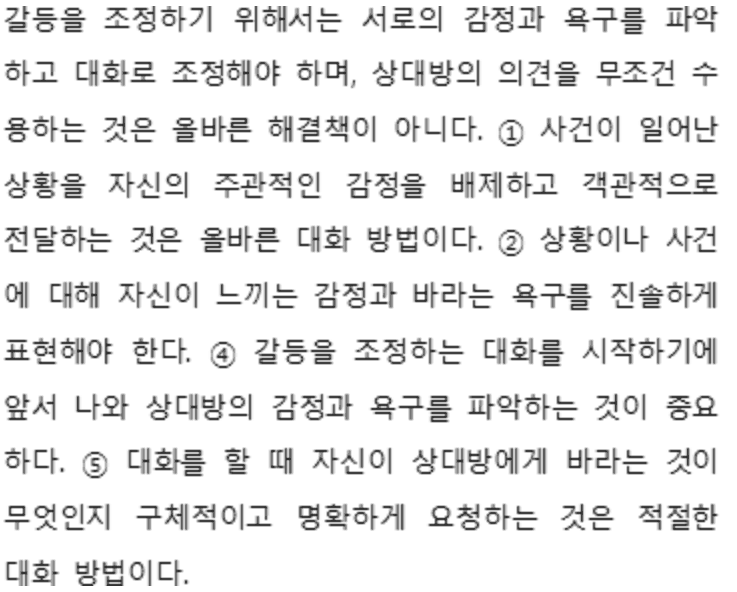 갈등을 조정하기 위해서는 서로의 감정과 욕구를 파악
하고 대화로 조정해야 하며, 상대방의 의견을 무조건 수
용하는 것은 올바른 해결책이 아니다. ① 사건이 일어난
상황을 자신의 주관적인 감정을 배제하고 객관적으로
전달하는 것은 올바른 대화 방법이다. ② 상황이나 사건
에 대해 자신이 느끼는 감정과 바라는 욕구를 진솔하게
표현해야 한다. ④ 갈등을 조정하는 대화를 시작하기에
앞서 나와 상대방의 감정과 욕구를 파악하는 것이 중요
하다. ⑤ 대화를 할 때 자신이 상대방에게 바라는 것이
무엇인지 구체적이고 명확하게 요청하는 것은 적절한
대화 방법이다.